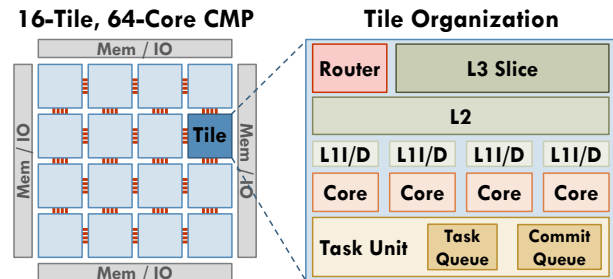 16-Tile, 64-Core CMP
Mem / IO
Mem / IO
Tile
Mem / IO
Mem / IO
Tile Organization
Router
L3 Slice
L2
L1I/D
L1I/D
L1I/D
L1I/D
Core
Core
Core
Core
Task Unit
Task
Queue
Commit
Queue